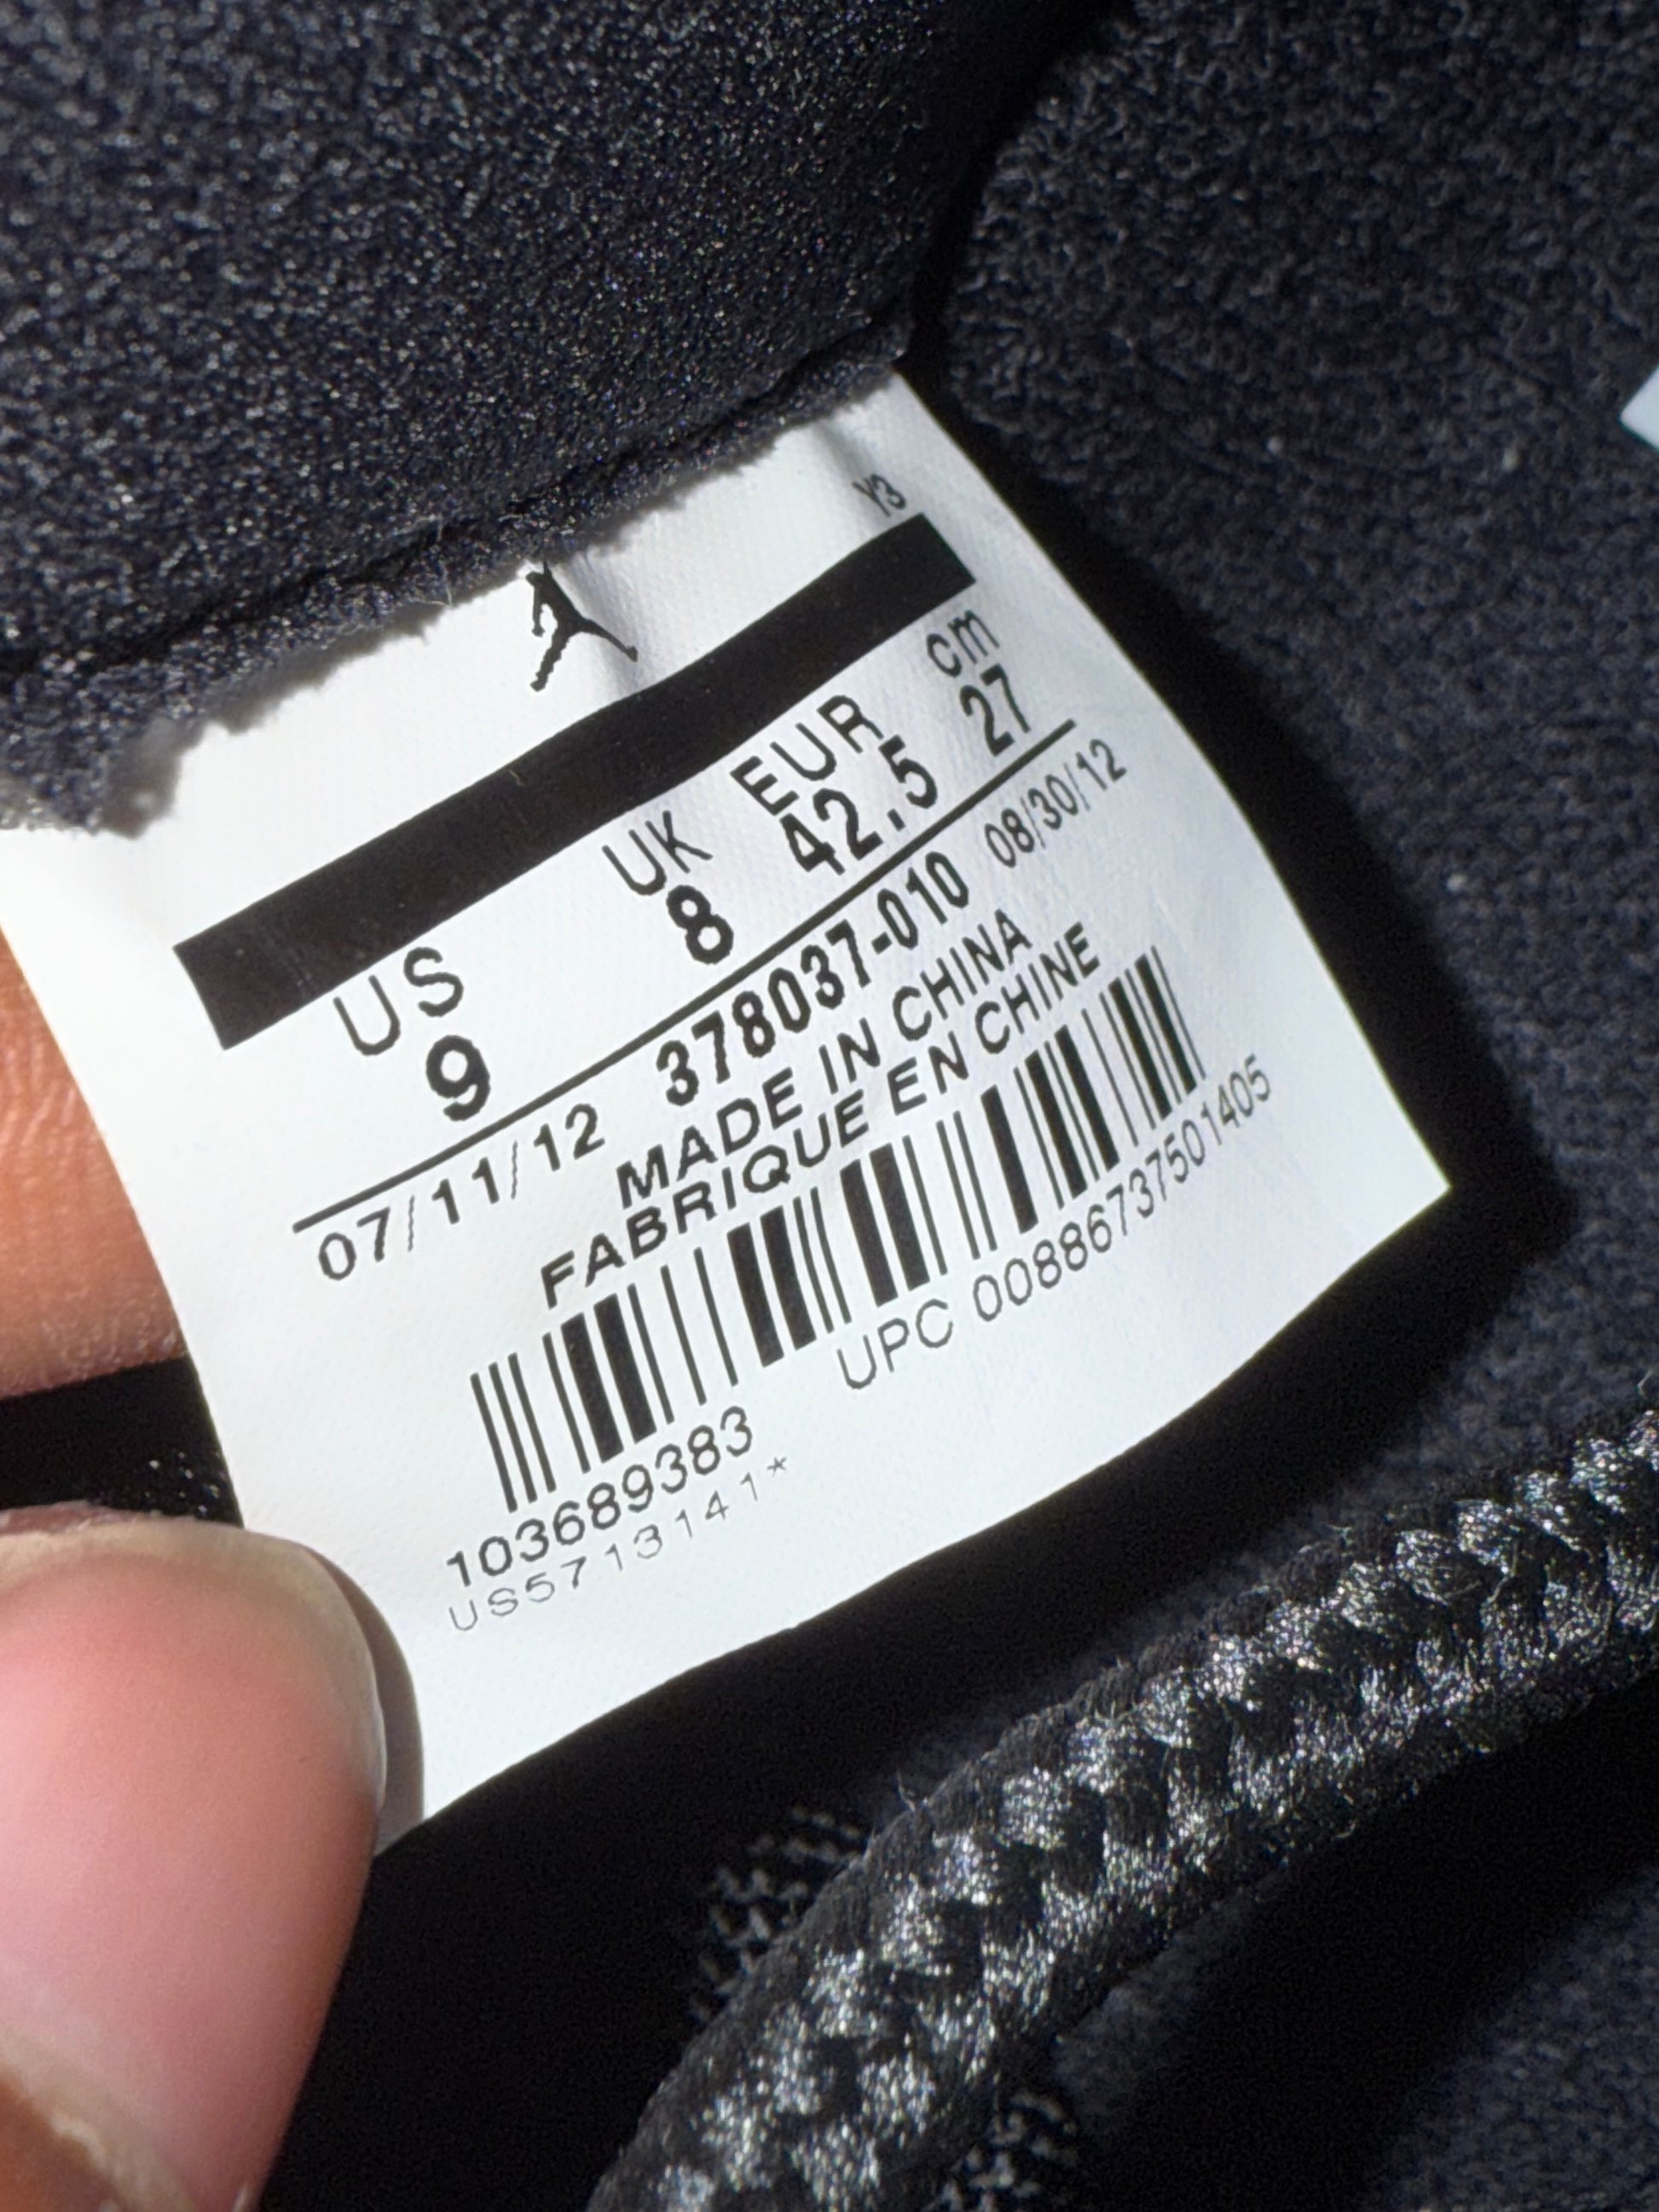 Y3
US UK EUR cm
9 8 42.5 27
07/11/12 378037-010 08/30/12
MADE IN CHINA
FABRIQUE EN CHINE
UPC 00886737501405
103689383
US5713141*